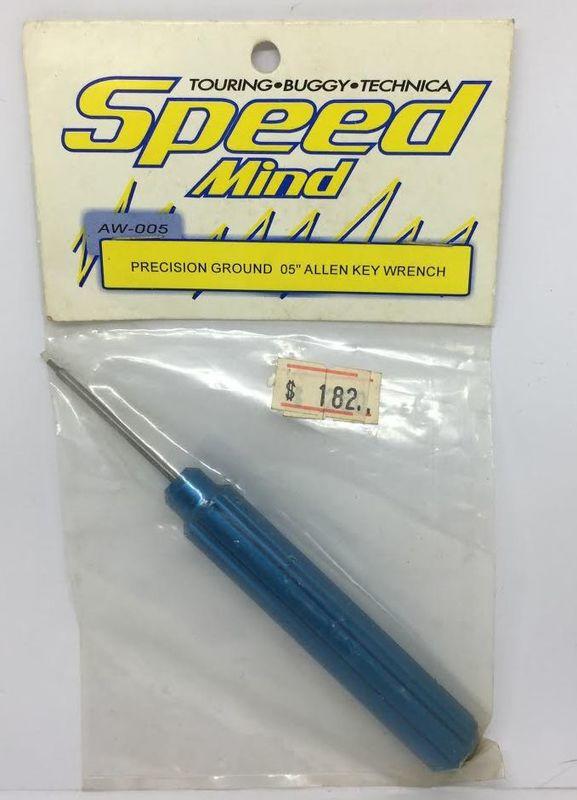 TOURING•BUGGY•TECHNICA
Speed
Mind
AW-005
PRECISION GROUND 05" ALLEN KEY WRENCH
$ 182.